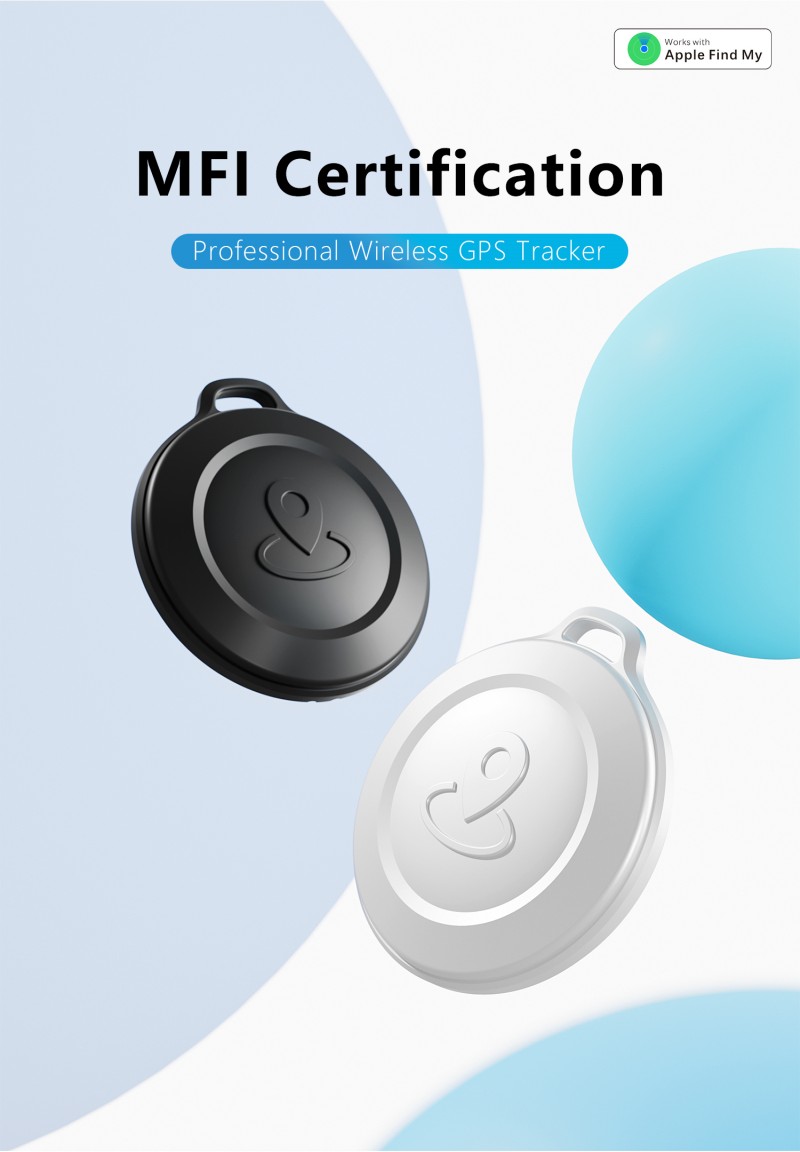 Works with
Apple Find My
MFI Certification
Professional Wireless GPS Tracker